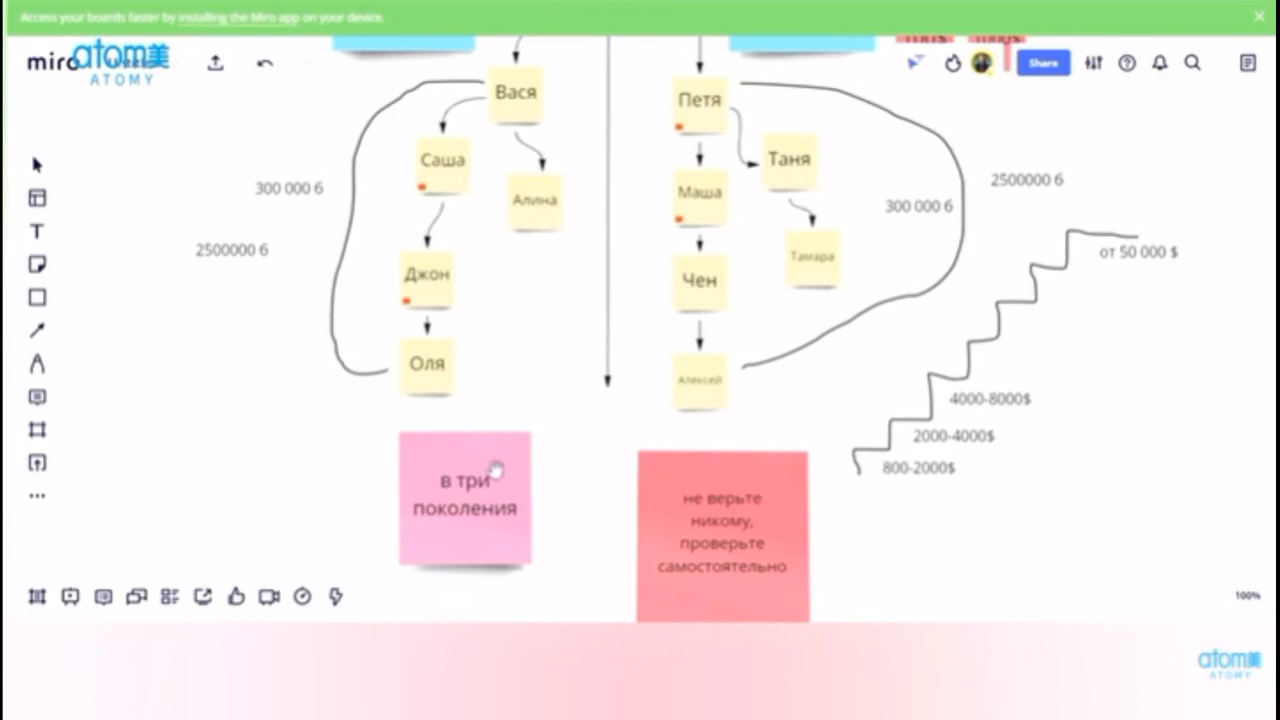 Access your boards faster by installing the Miro app on your device.
miro
atom美
ATOMY
Share
Вася
Петя
Саша
Таня
300 000 б
Алина
Маша
2500000 б
300 000 б
2500000 б
Джон
Чен
Тамара
от 50 000 $
Оля
Алексей
4000-8000$
2000-4000$
800-2000$
в три
поколения
не верьте
никому,
проверьте
самостоятельно
100%
atom美
ATOMY